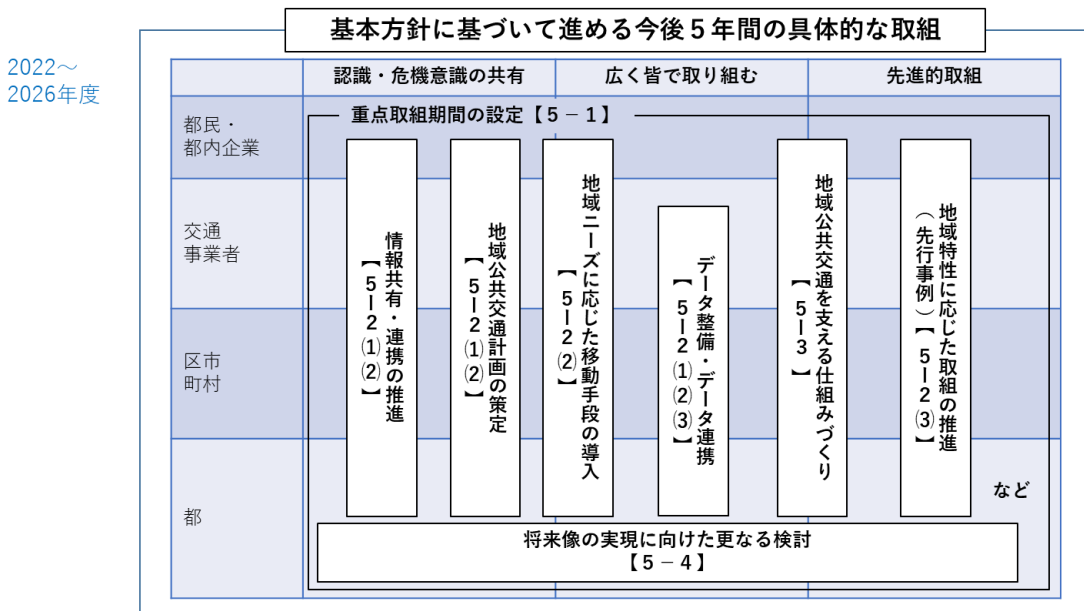 基本方針に基づいて進める今後５年間の具体的な取組
2022～
2026年度
認識・危機意識の共有
広く皆で取り組む
先進的取組
都民・
都内企業
交通
事業者
区市
町村
都
重点取組期間の設定【５－１】
情報共有・連携の推進
【５－２⑴⑵】
地域公共交通計画の策定
【５－２⑴⑵】
地域ニーズに応じた移動手段の導入
【５－２⑵】
データ整備・データ連携
【５－２⑴⑵⑶】
地域公共交通を支える仕組みづくり
【５－３】
地域特性に応じた取組の推進
（先行事例）【５－２⑶】
など
将来像の実現に向けた更なる検討
【５－４】